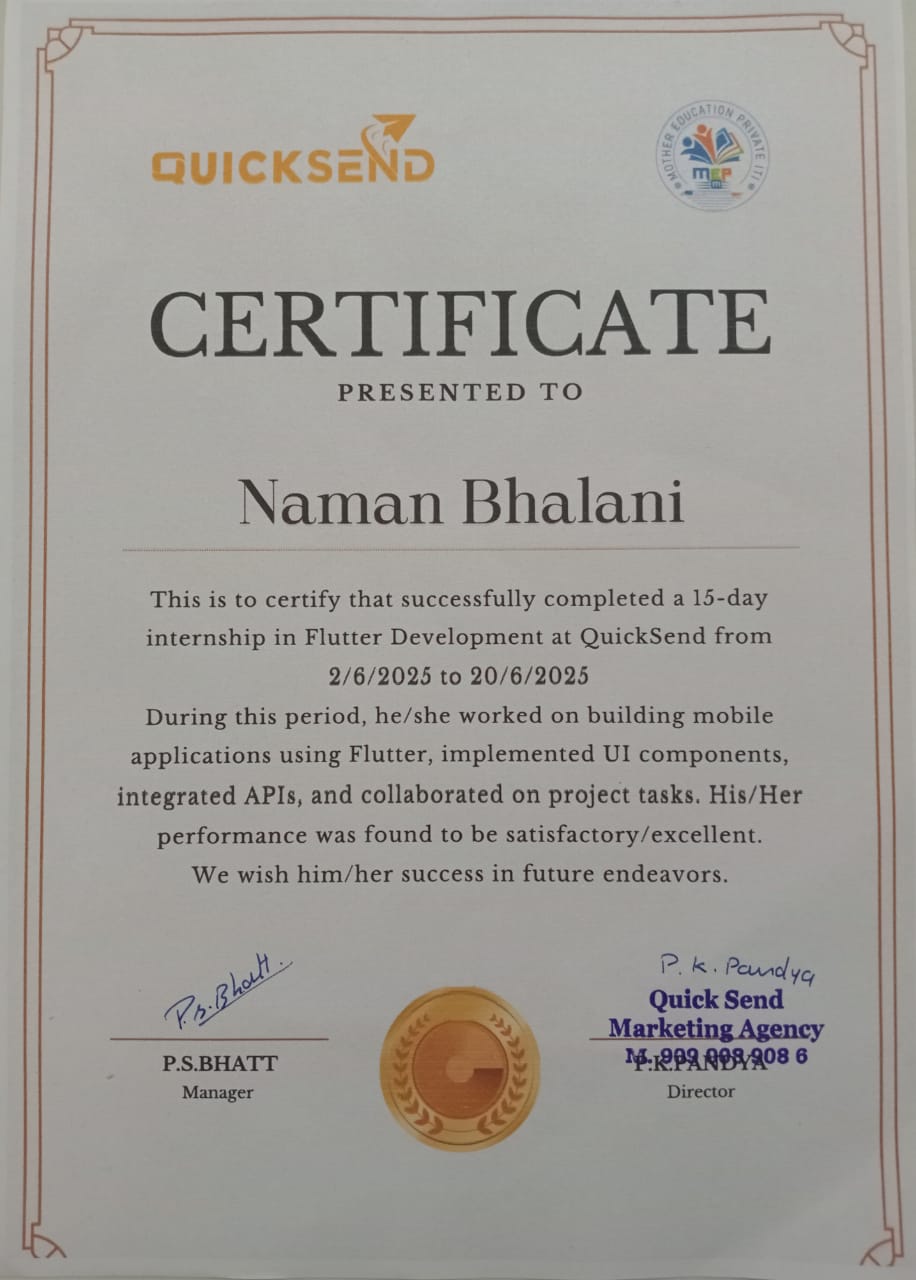 QUICKSEND
MOTHER EDUCATION PRIVATE ITI
MEP
CERTIFICATE
PRESENTED TO
Naman Bhalani
This is to certify that successfully completed a 15-day
internship in Flutter Development at QuickSend from
2/6/2025 to 20/6/2025
During this period, he/she worked on building mobile
applications using Flutter, implemented UI components,
integrated APIs, and collaborated on project tasks. His/Her
performance was found to be satisfactory/excellent.
We wish him/her success in future endeavors.
P.s.Bhatt.
P.S.BHATT
Manager
P. K. Pandya
Quick Send
Marketing Agency
M.
P.K.PANDYA
Director